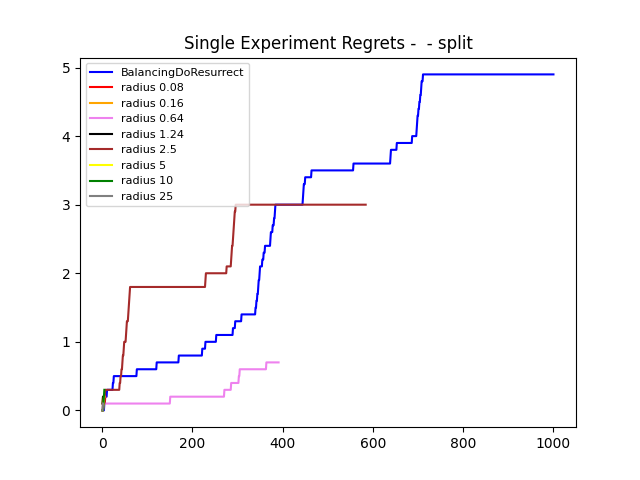 Single Experiment Regrets -  - split
BalancingDoResurrect
radius 0.08
radius 0.16
radius 0.64
radius 1.24
radius 2.5
radius 5
radius 10
radius 25
5
4
3
2
1
0
0 200 400 600 800 1000